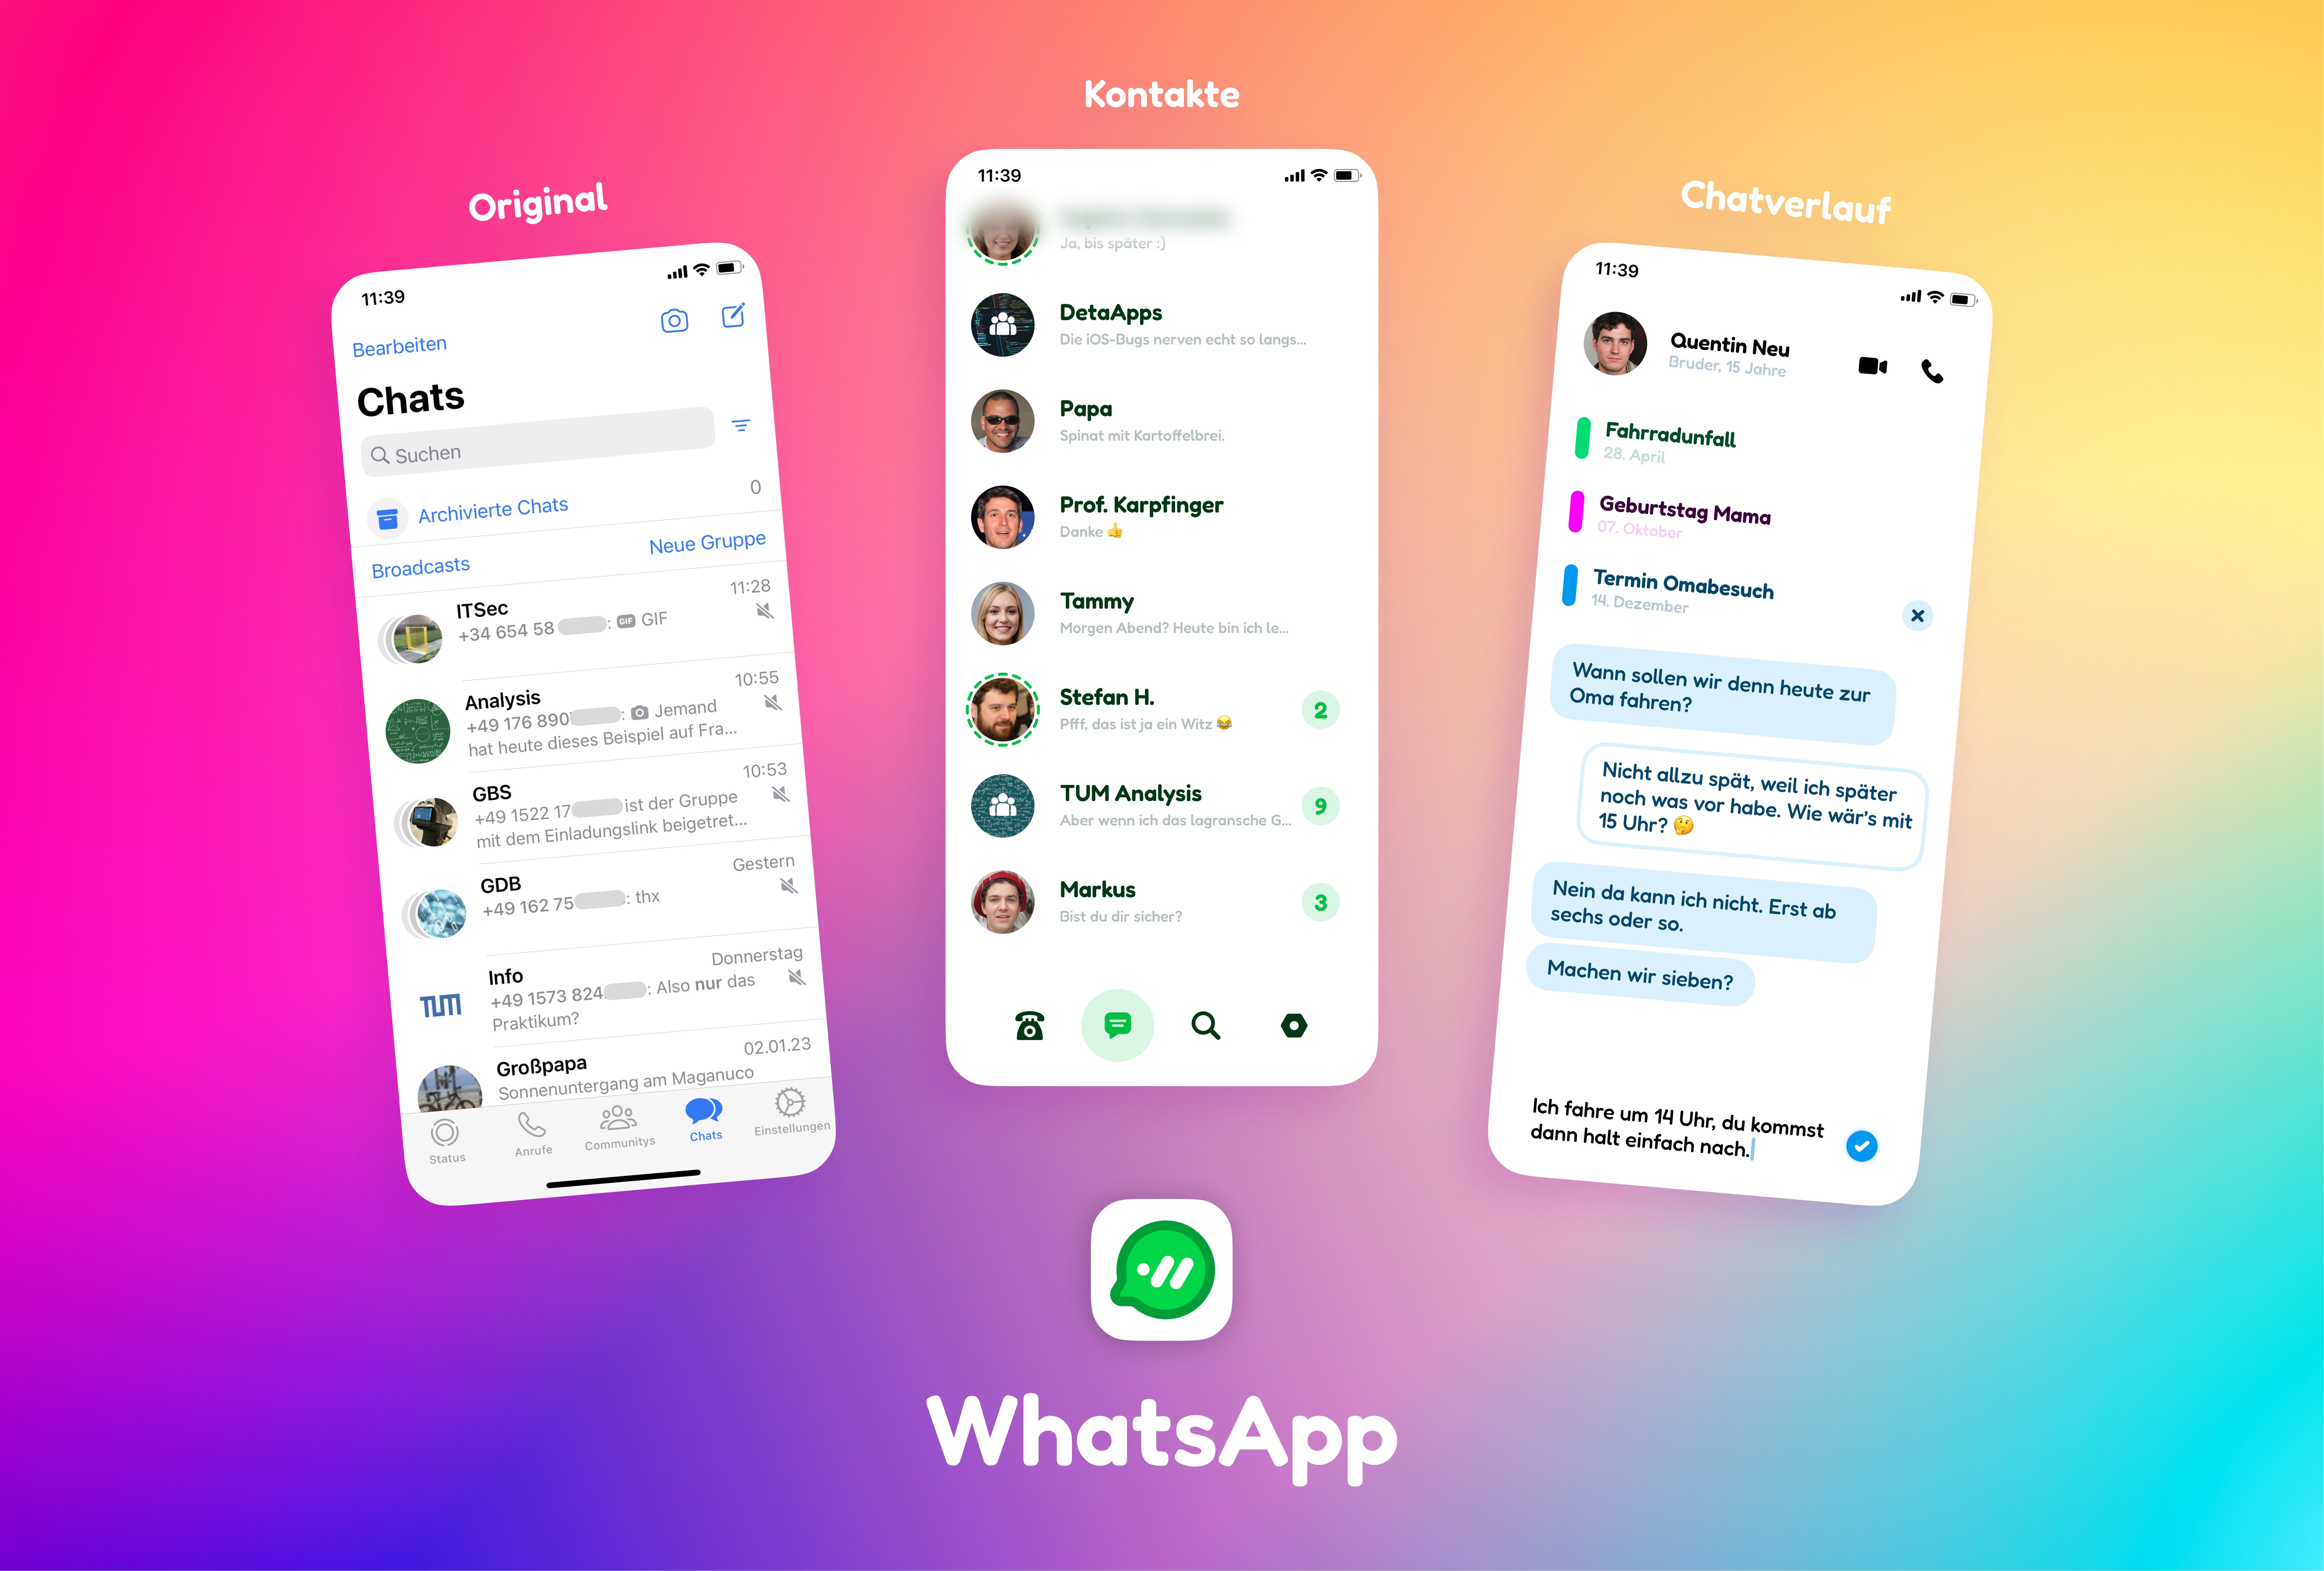 Original
11:39
Bearbeiten
Chats
Suchen
Archivierte Chats
0
Broadcasts
Neue Gruppe
ITSec
11:28
+34 654 58 : GIF GIF
Analysis
10:55
+49 176 890 : Jemand
hat heute dieses Beispiel auf Fra...
GBS
10:53
+49 1522 17 ist der Gruppe
mit dem Einladungslink beigetret...
GDB
Gestern
+49 162 75 : thx
TUM
Info
Donnerstag
+49 1573 824 : Also nur das
Praktikum?
Großpapa
02.01.23
Sonnenuntergang am Maganuco
Status
Anrufe
Communitys
Chats
Einstellungen
Kontakte
11:39
Ja, bis später :)
DetaApps
Die iOS-Bugs nerven echt so langs...
Papa
Spinat mit Kartoffelbrei.
Prof. Karpfinger
Danke 👍
Tammy
Morgen Abend? Heute bin ich le...
Stefan H.
Pfff, das ist ja ein Witz 😂
2
TUM Analysis
Aber wenn ich das lagransche G...
9
Markus
Bist du dir sicher?
3
Chatverlauf
11:39
Quentin Neu
Bruder, 15 Jahre
Fahrradunfall
28. April
Geburtstag Mama
07. Oktober
Termin Omabesuch
14. Dezember
Wann sollen wir denn heute zur
Oma fahren?
Nicht allzu spät, weil ich später
noch was vor habe. Wie wär's mit
15 Uhr? 🤔
Nein da kann ich nicht. Erst ab
sechs oder so.
Machen wir sieben?
Ich fahre um 14 Uhr, du kommst
dann halt einfach nach.
WhatsApp